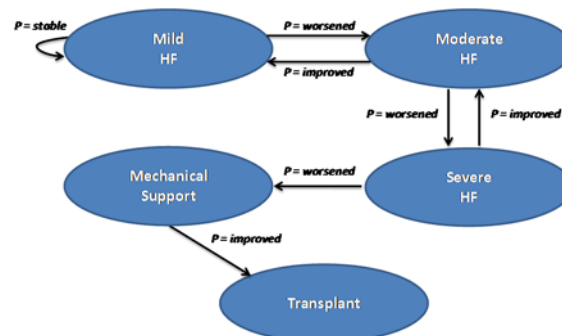 P = stable
Mild
HF
P = worsened
P = improved
Moderate
HF
P = worsened
P = improved
Mechanical
Support
P = worsened
Severe
HF
P = improved
Transplant